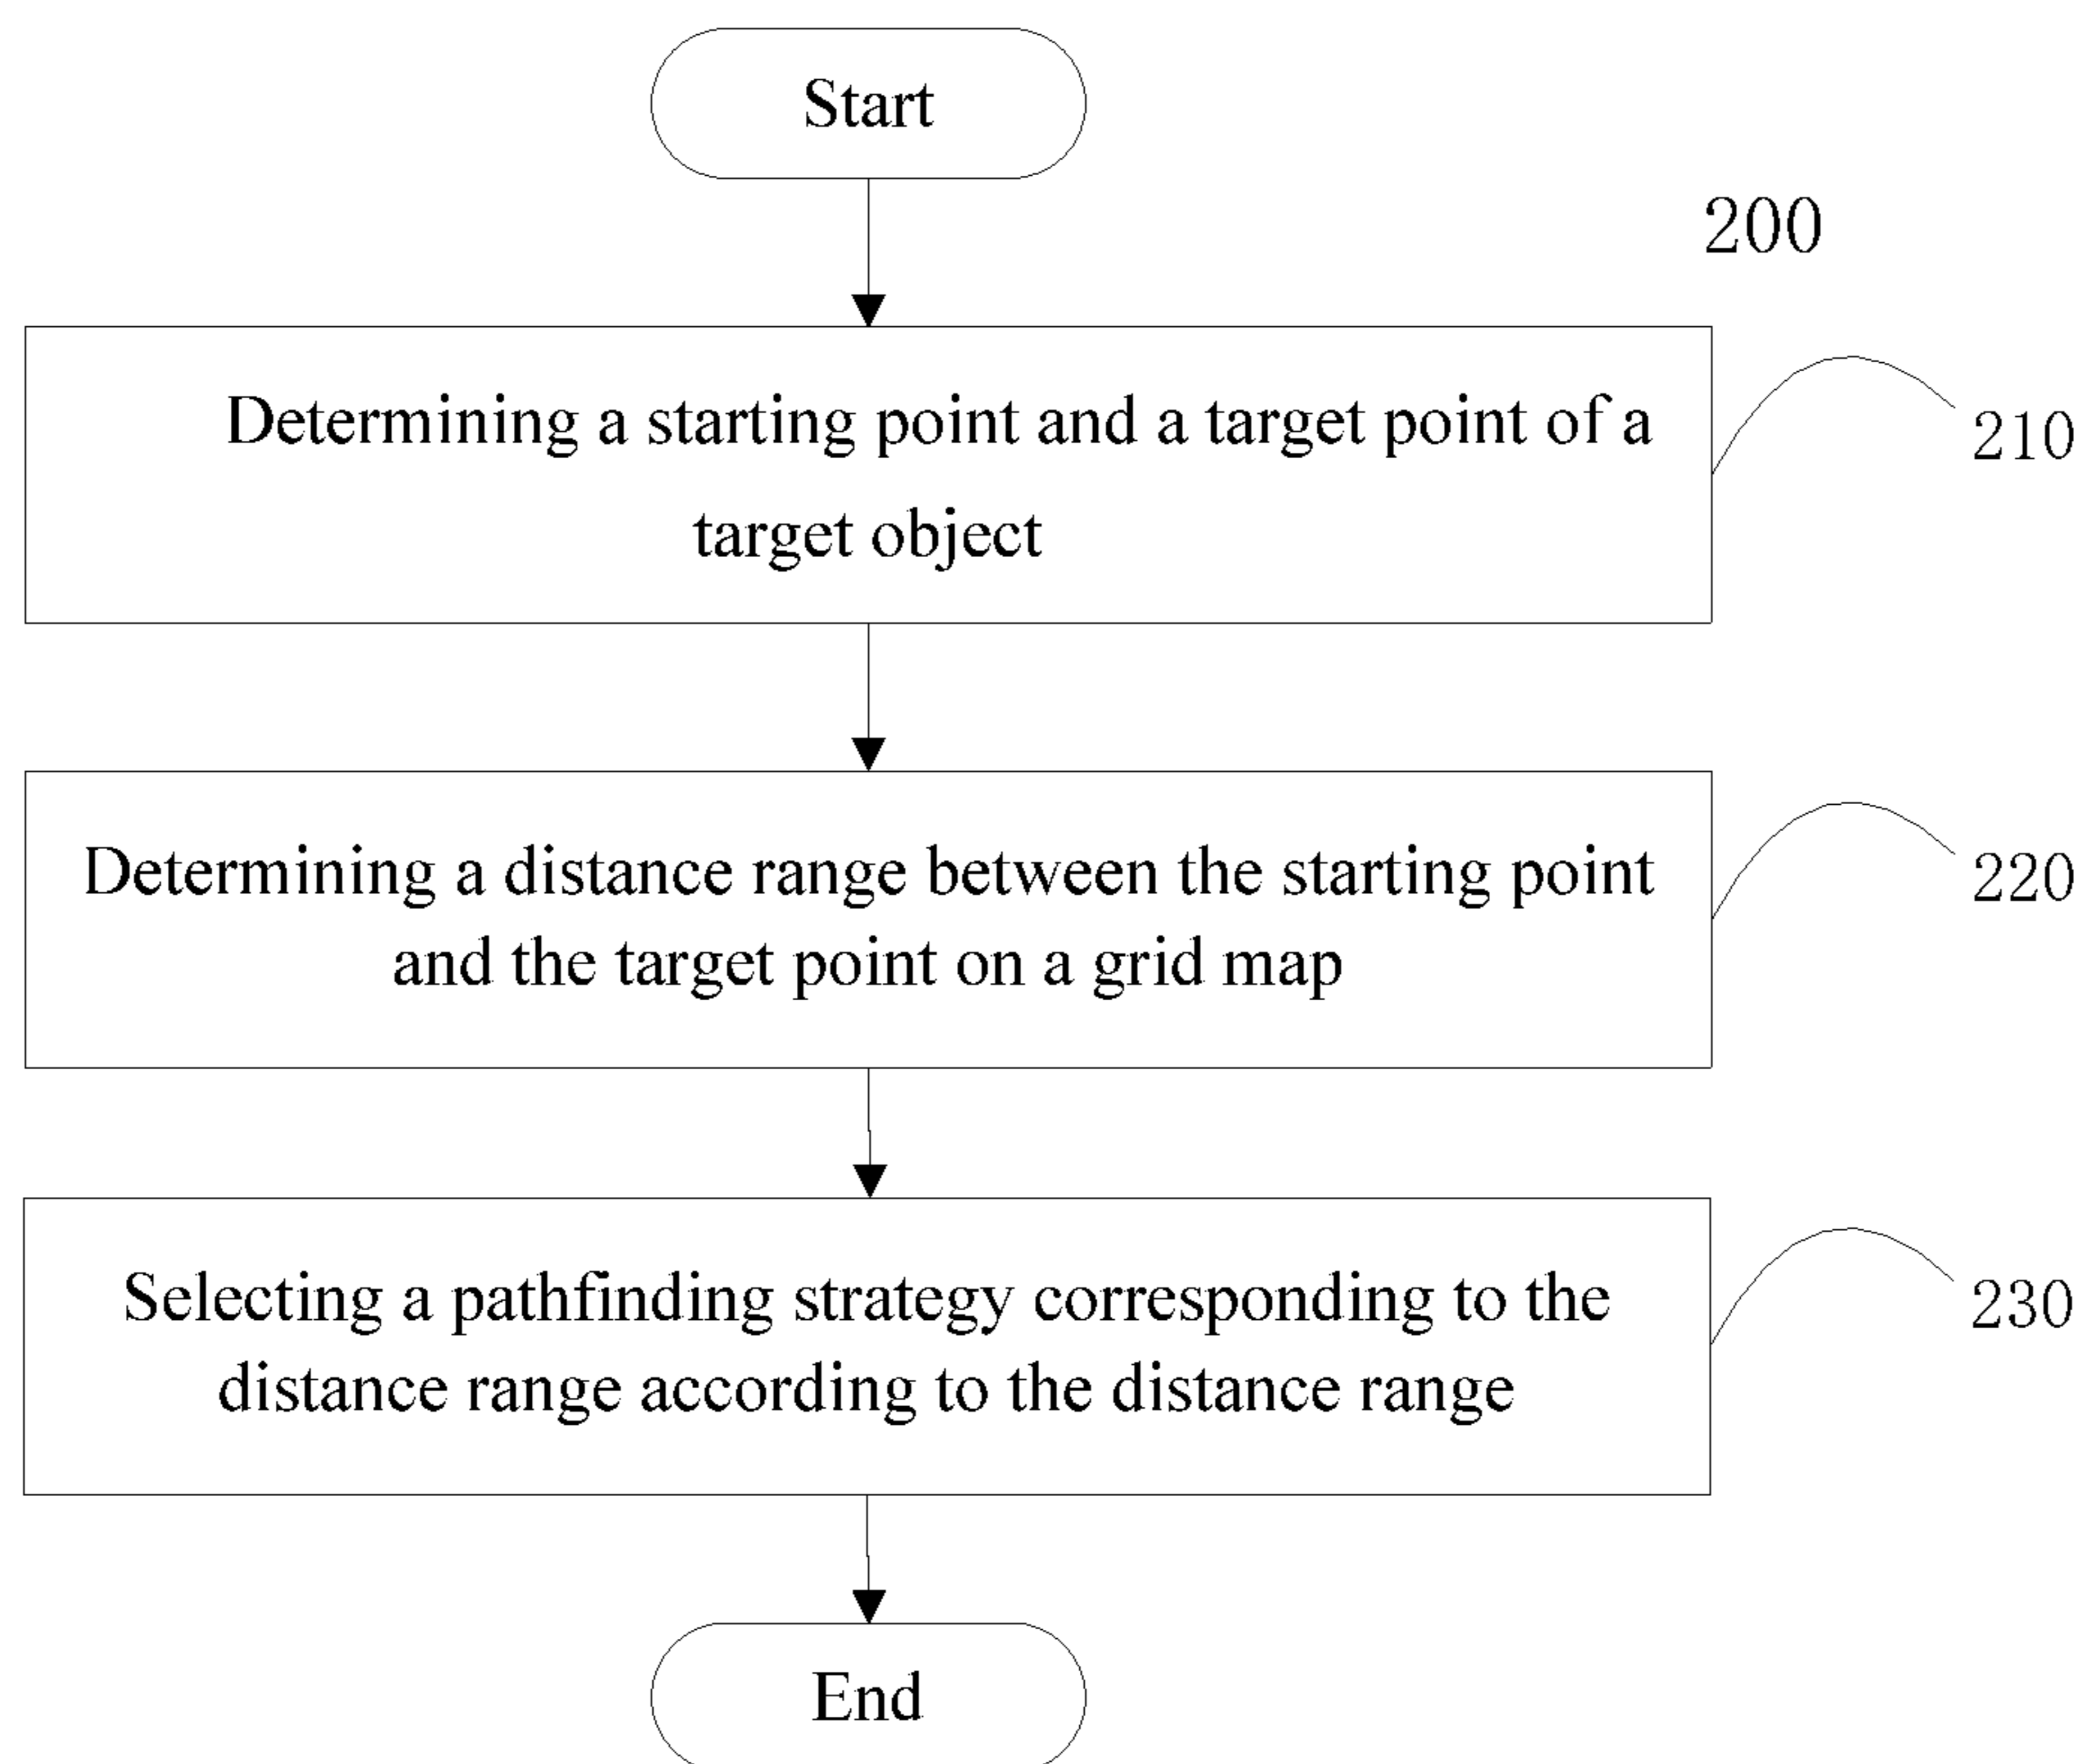 Start
200
Determining a starting point and a target point of a
target object
210
Determining a distance range between the starting point
and the target point on a grid map
220
Selecting a pathfinding strategy corresponding to the
distance range according to the distance range
230
End